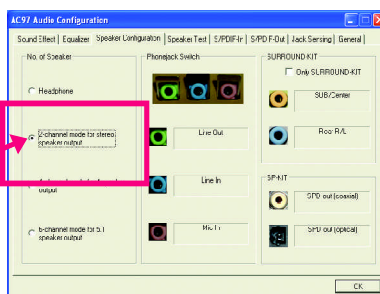 AC97 Audio Configuration
Sound Effect | Equalizer | Speaker Configuration | Speaker Test | S/PDIF-In | S/PDIF-Out | Jack Sensing | General
No. of Speaker
Headphone
2-channel mode for stereo
speaker output
output
6-channel mode for 5.1
speaker output
Phonejack Switch
Line Out
Line In
Mic In
SURROUND-KIT
Only SURROUND-KIT
SUB/Center
Rear R/L
SP-KIT
SPD out (coaxial)
SPD out (optical)
OK